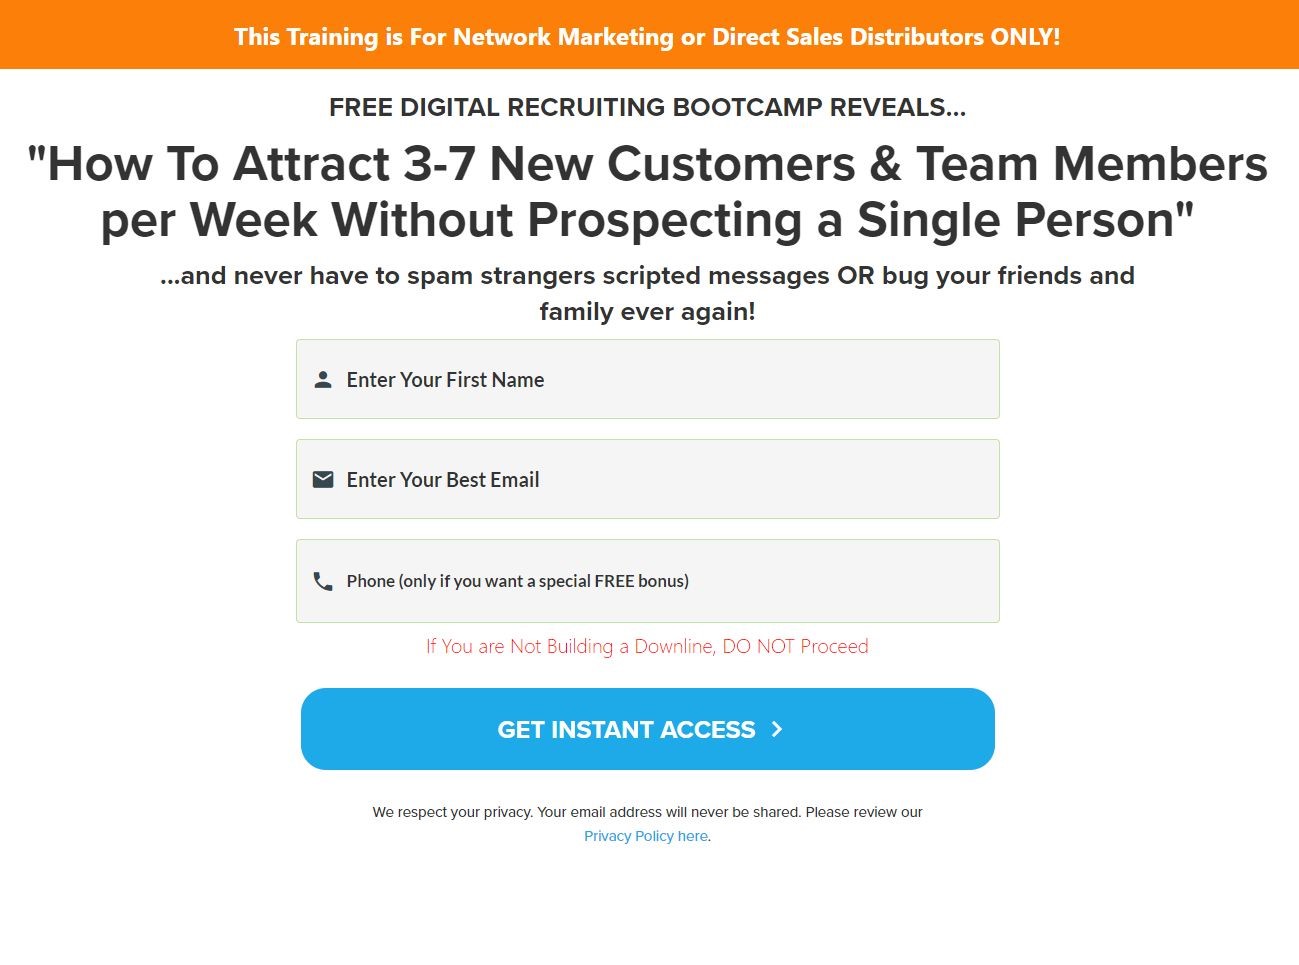 This Training is For Network Marketing or Direct Sales Distributors ONLY!
FREE DIGITAL RECRUITING BOOTCAMP REVEALS...
"How To Attract 3-7 New Customers & Team Members
per Week Without Prospecting a Single Person"
...and never have to spam strangers scripted messages OR bug your friends and
family ever again!
Enter Your First Name
Enter Your Best Email
Phone (only if you want a special FREE bonus)
If You are Not Building a Downline, DO NOT Proceed
GET INSTANT ACCESS >
We respect your privacy. Your email address will never be shared. Please review our
Privacy Policy here.